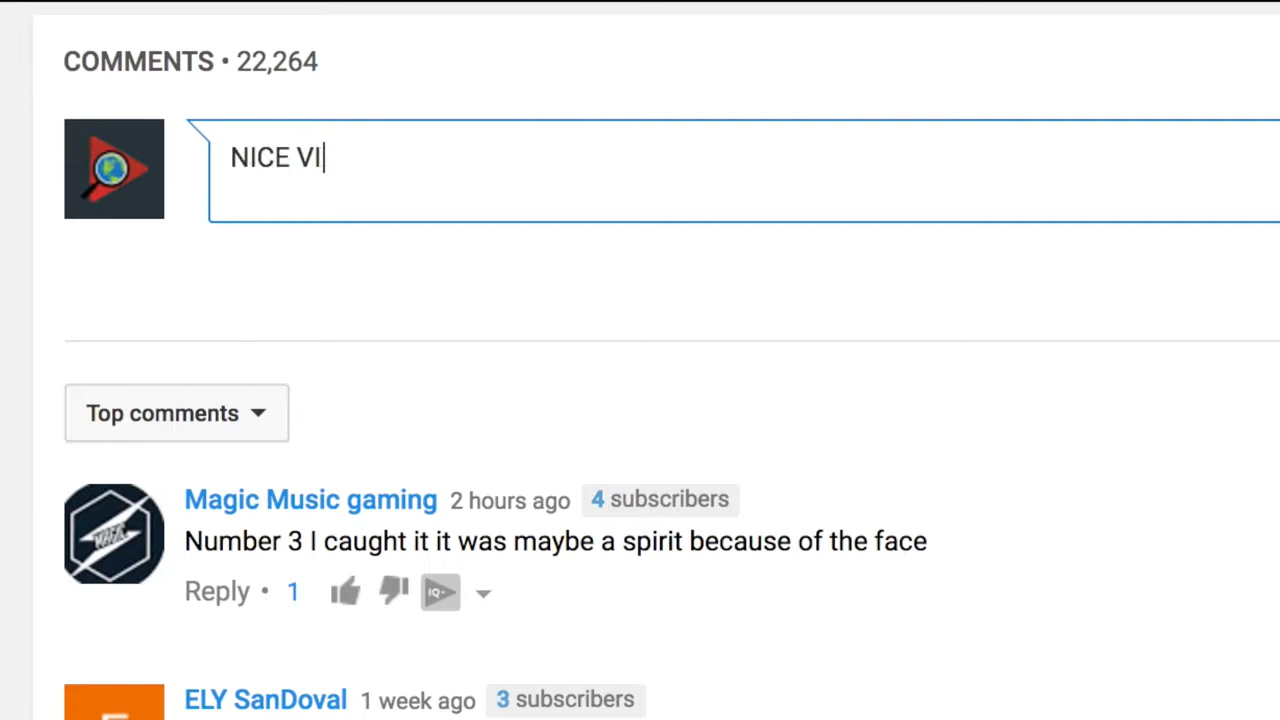 COMMENTS • 22,264
NICE VI
Top comments
Magic Music gaming 2 hours ago 4 subscribers
Number 3 I caught it it was maybe a spirit because of the face
Reply • 1 IQ
ELY SanDoval 1 week ago 3 subscribers